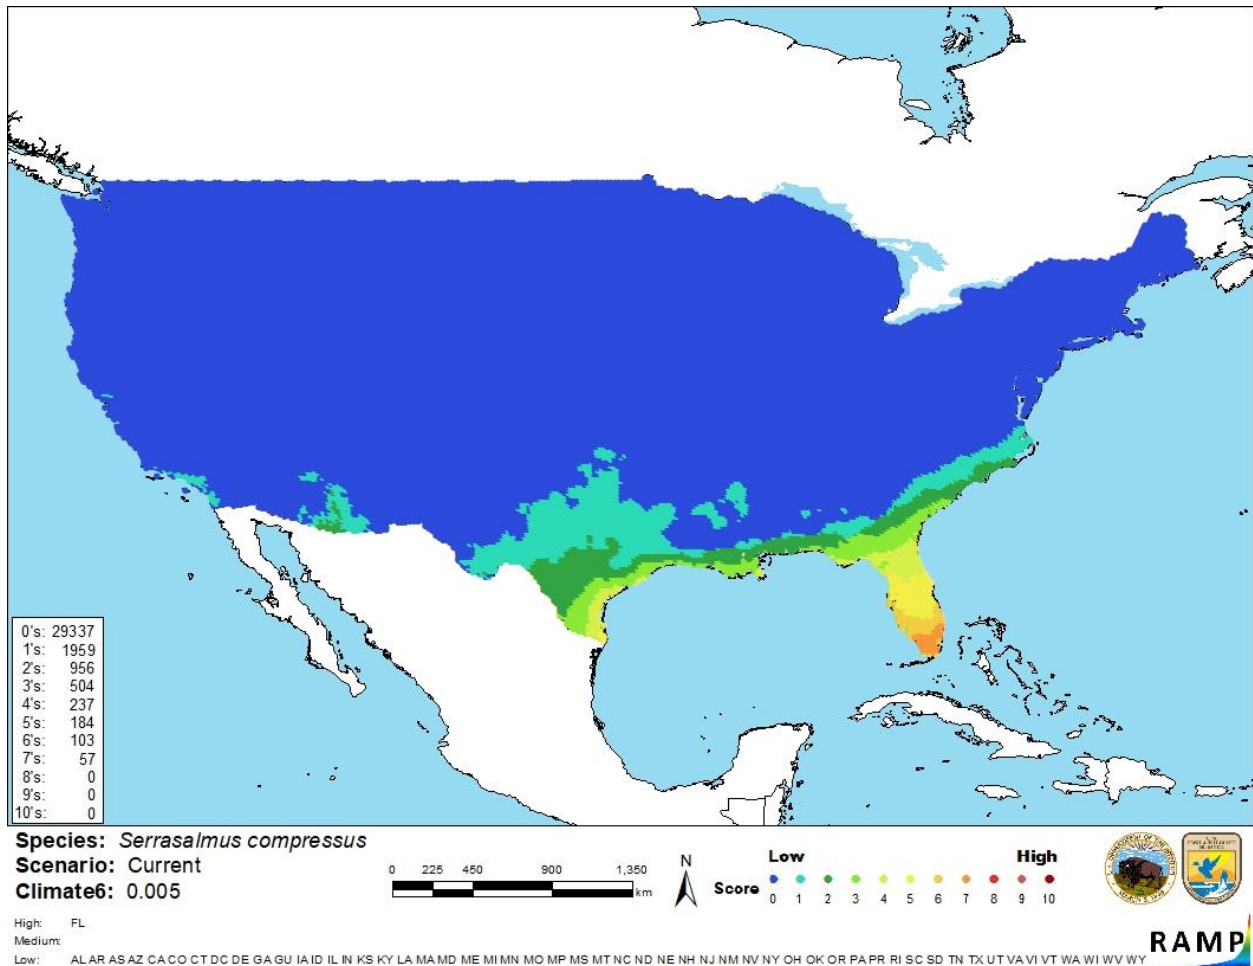 0's: 29337
1's: 1959
2's: 956
3's: 504
4's: 237
5's: 184
6's: 103
7's: 57
8's: 0
9's: 0
10's: 0
Species: Serrasalmus compressus
Scenario: Current
Climate6: 0.005
0 225 450 900 1,350
km
N
Low High
Score
0 1 2 3 4 5 6 7 8 9 10
High: FL
Medium:
Low: AL AR AS AZ CA CO CT DC DE GA GU IA ID IL IN KS KY LA MA MD ME MI MN MO MP MS MT NC ND NE NH NJ NM NV NY OH OK OR PA PR RI SC SD TN TX UT VA VI VT WA WI WV WY
RAMP